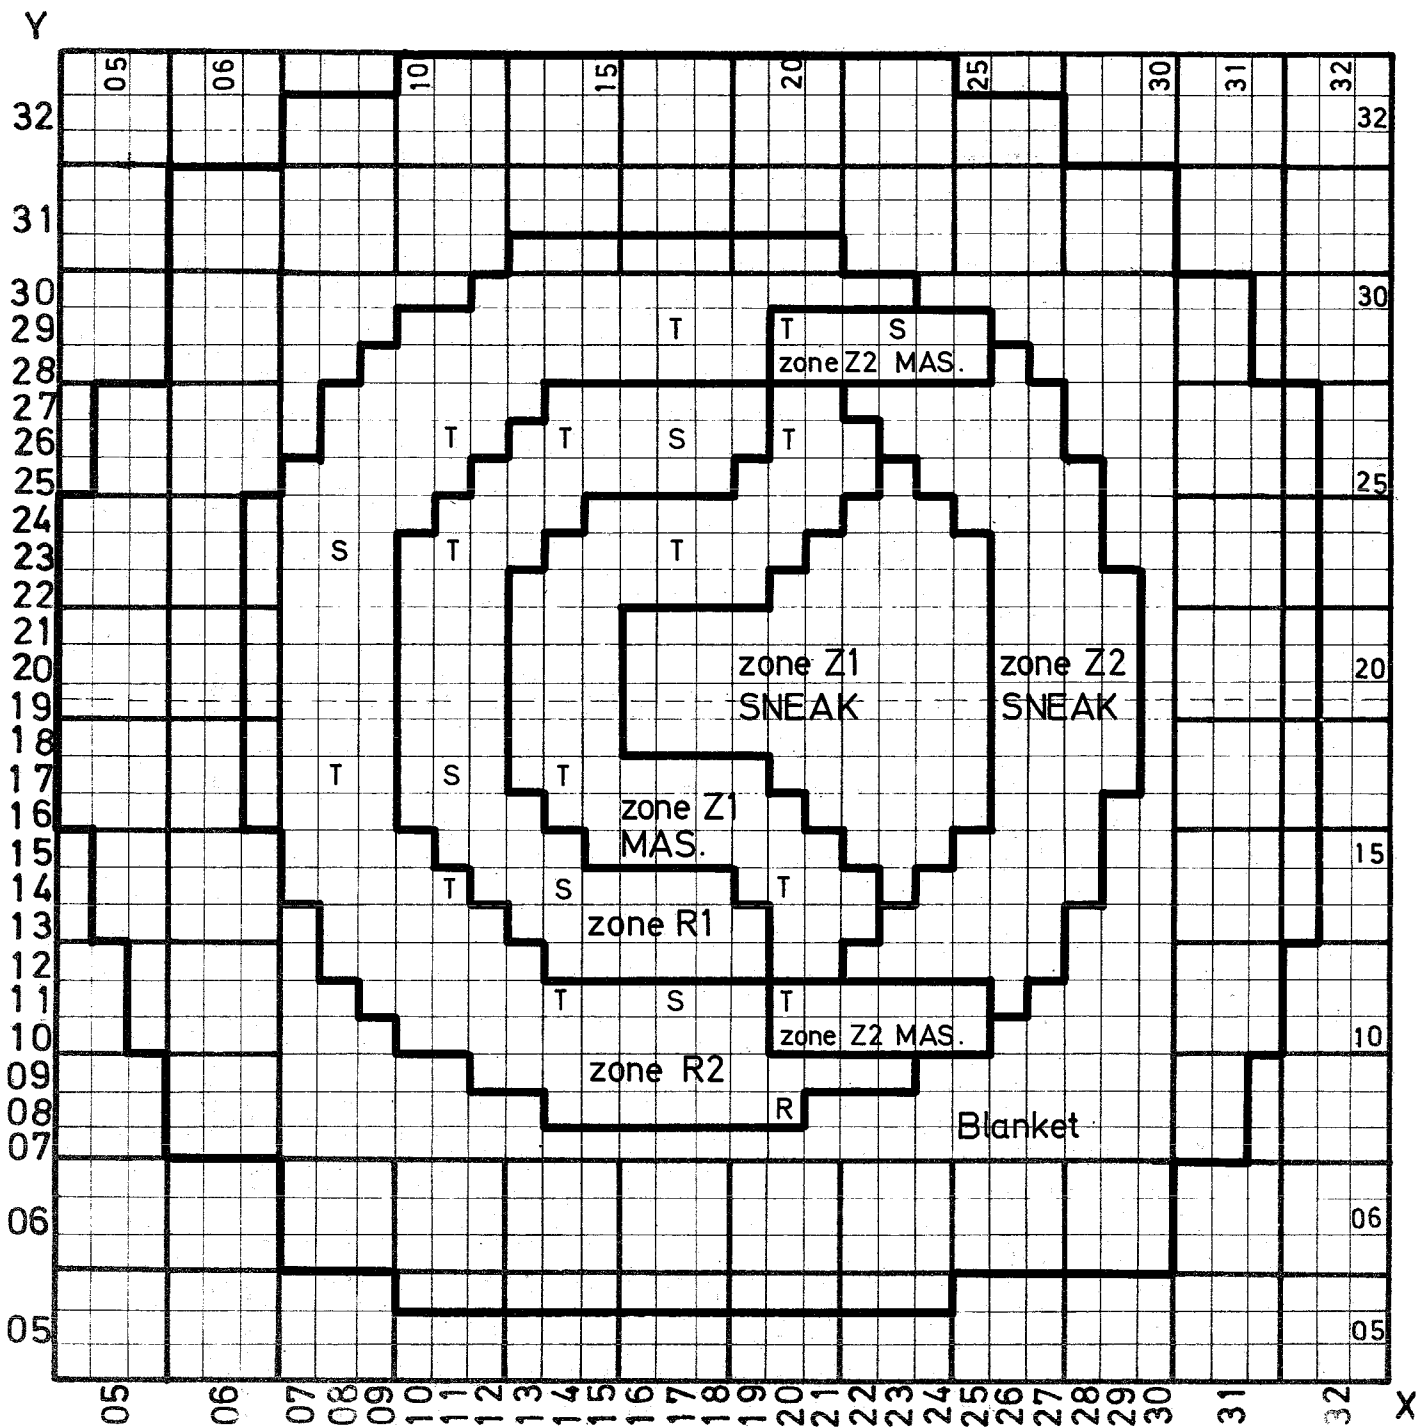 Y
05 06 10 15 20 25 30 31 32
32 32
31
30 30
29 T T S
28 zone Z2 MAS.
27
26 T T S T
25 25
24
23 S T T
22
21
20 zone Z1 zone Z2 20
19 SNEAK SNEAK
18
17 T S T
16 zone Z1
15 MAS. 15
14 T S T
13 zone R1
12
11 T S T
10 zone Z2 MAS. 10
09 zone R2
08 R
07 Blanket
06 06
05 05
05 06 07 08 09 10 11 12 13 14 15 16 17 18 19 20 21 22 23 24 25 26 27 28 29 30 31 32 X